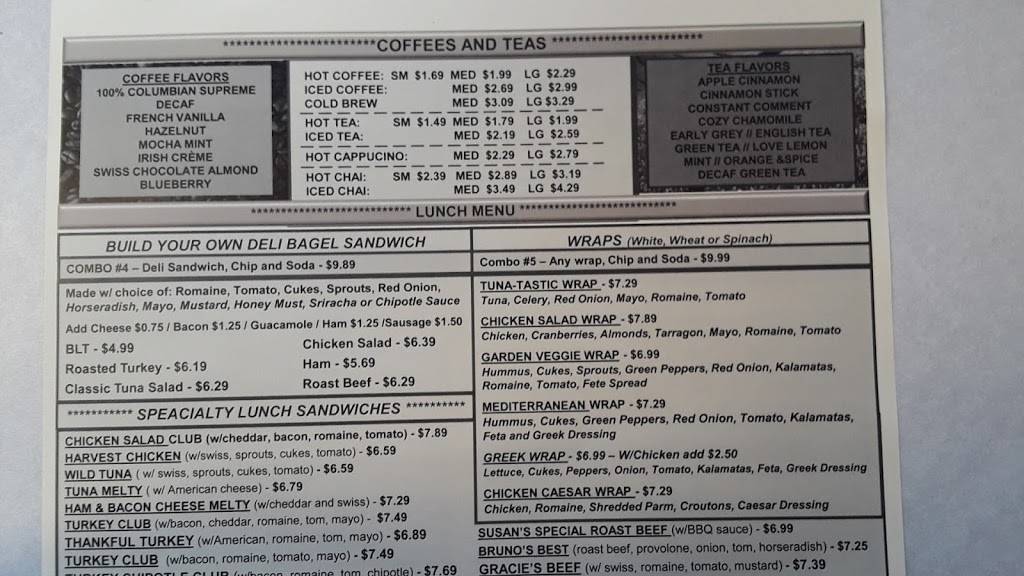 ***********************COFFEES AND TEAS ***********************
COFFEE FLAVORS
100% COLUMBIAN SUPREME
DECAF
FRENCH VANILLA
HAZELNUT
MOCHA MINT
IRISH CRÈME
SWISS CHOCOLATE ALMOND
BLUEBERRY
HOT COFFEE: SM $1.69 MED $1.99 LG $2.29
ICED COFFEE: MED $2.69 LG $2.99
COLD BREW MED $3.09 LG $3.29
HOT TEA: SM $1.49 MED $1.79 LG $1.99
ICED TEA: MED $2.19 LG $2.59
HOT CAPPUCINO: MED $2.29 LG $2.79
HOT CHAI: SM $2.39 MED $2.89 LG $3.19
ICED CHAI: MED $3.49 LG $4.29
TEA FLAVORS
APPLE CINNAMON
CINNAMON STICK
CONSTANT COMMENT
COZY CHAMOMILE
EARLY GREY // ENGLISH TEA
GREEN TEA // LOVE LEMON
MINT // ORANGE &SPICE
DECAF GREEN TEA
************************** LUNCH MENU **************************
BUILD YOUR OWN DELI BAGEL SANDWICH
COMBO #4 – Deli Sandwich, Chip and Soda - $9.89
Made w/ choice of: Romaine, Tomato, Cukes, Sprouts, Red Onion,
Horseradish, Mayo, Mustard, Honey Must, Sriracha or Chipotle Sauce
Add Cheese $0.75 / Bacon $1.25 / Guacamole / Ham $1.25 /Sausage $1.50
BLT - $4.99 Chicken Salad - $6.39
Roasted Turkey - $6.19 Ham - $5.69
Classic Tuna Salad - $6.29 Roast Beef - $6.29
*********** SPEACIALTY LUNCH SANDWICHES **********
CHICKEN SALAD CLUB (w/cheddar, bacon, romaine, tomato) - $7.89
HARVEST CHICKEN (w/swiss, sprouts, cukes, tomato) - $6.59
WILD TUNA ( w/ swiss, sprouts, cukes, tomato) - $6.59
TUNA MELTY ( w/ American cheese) - $6.79
HAM & BACON CHEESE MELTY (w/cheddar and swiss) - $7.29
TURKEY CLUB (w/bacon, cheddar, romaine, tom, mayo) - $7.49
THANKFUL TURKEY (w/American, romaine, tom, mayo) - $6.89
TURKEY CLUB (w/bacon, romaine, tomato, mayo) - $7.49
TURKEY CHIPOTLE CLUB (w/bacon, romaine, tom, chipotle) - $7.69
WRAPS (White, Wheat or Spinach)
Combo #5 – Any wrap, Chip and Soda - $9.99
TUNA-TASTIC WRAP - $7.29
Tuna, Celery, Red Onion, Mayo, Romaine, Tomato
CHICKEN SALAD WRAP - $7.89
Chicken, Cranberries, Almonds, Tarragon, Mayo, Romaine, Tomato
GARDEN VEGGIE WRAP - $6.99
Hummus, Cukes, Sprouts, Green Peppers, Red Onion, Kalamatas,
Romaine, Tomato, Fete Spread
MEDITERRANEAN WRAP - $7.29
Hummus, Cukes, Green Peppers, Red Onion, Tomato, Kalamatas,
Feta and Greek Dressing
GREEK WRAP - $6.99 – W/Chicken add $2.50
Lettuce, Cukes, Peppers, Onion, Tomato, Kalamatas, Feta, Greek Dressing
CHICKEN CAESAR WRAP - $7.29
Chicken, Romaine, Shredded Parm, Croutons, Caesar Dressing
SUSAN'S SPECIAL ROAST BEEF (w/BBQ sauce) - $6.99
BRUNO'S BEST (roast beef, provolone, onion, tom, horseradish) - $7.25
GRACIE'S BEEF (w/ swiss, romaine, tomato, mustard) - $7.39